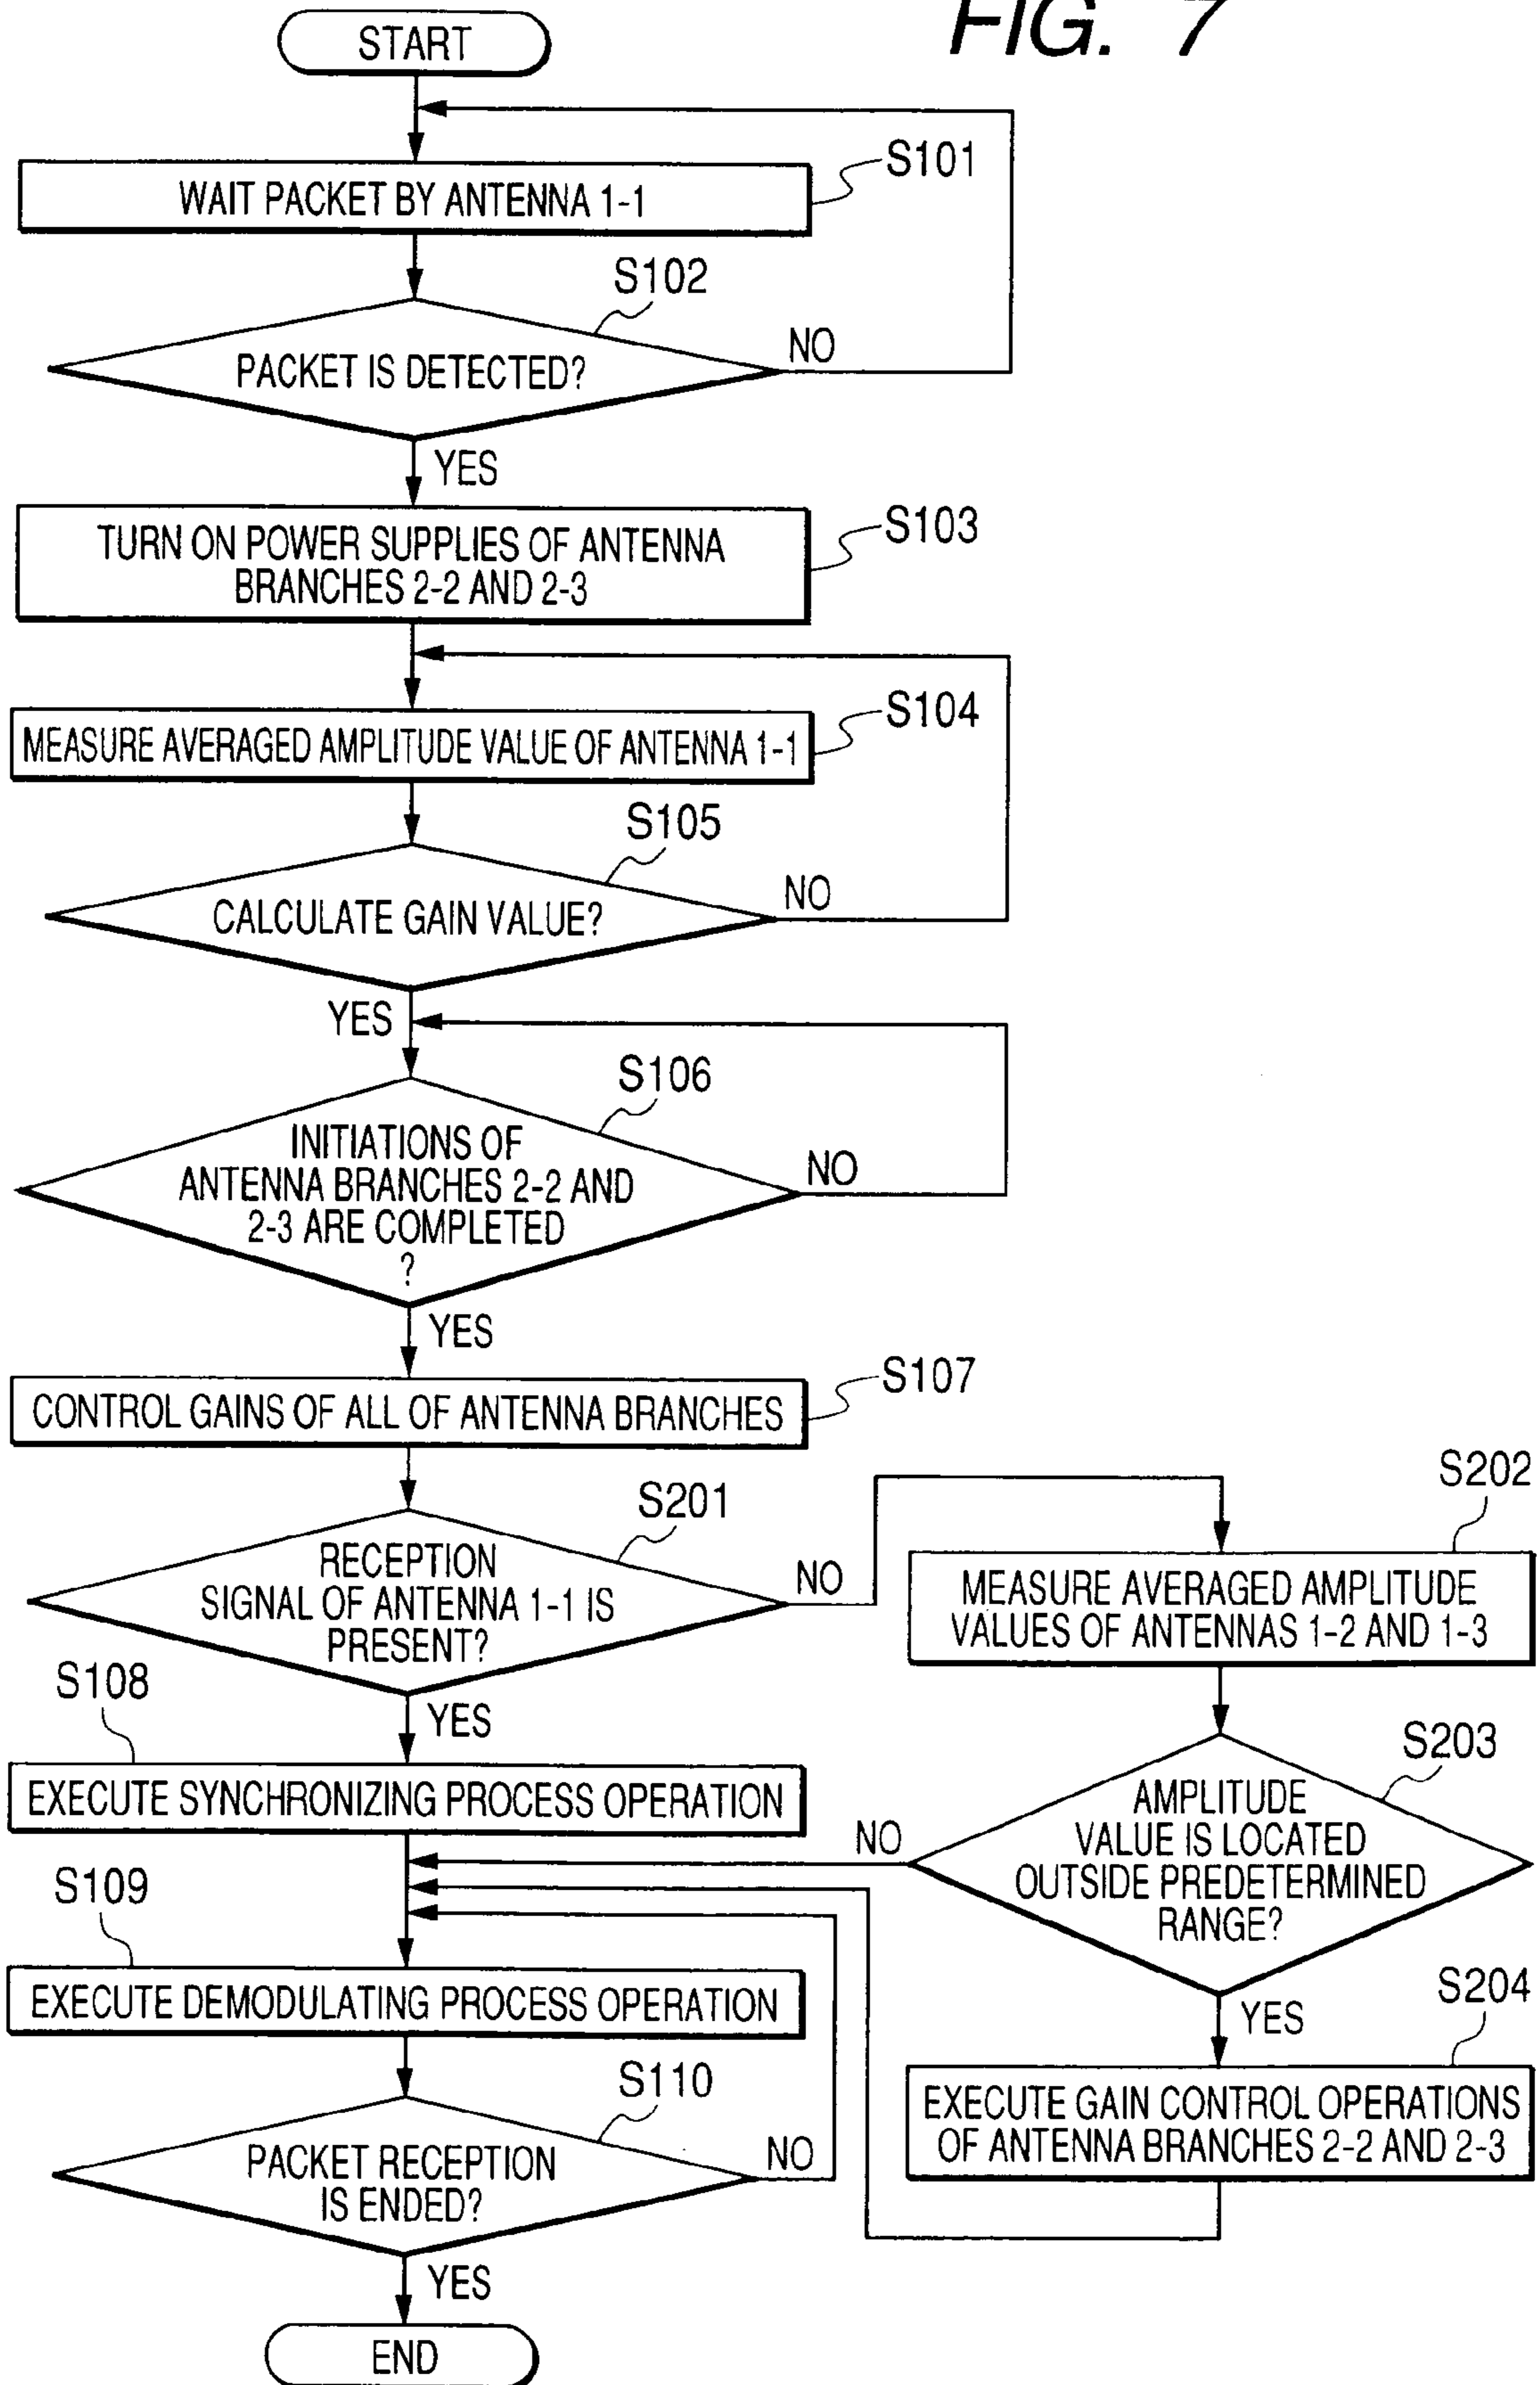 FIG. 7
START
S101
WAIT PACKET BY ANTENNA 1-1
S102
PACKET IS DETECTED?
NO
YES
S103
TURN ON POWER SUPPLIES OF ANTENNA
BRANCHES 2-2 AND 2-3
S104
MEASURE AVERAGED AMPLITUDE VALUE OF ANTENNA 1-1
S105
CALCULATE GAIN VALUE?
NO
YES
S106
INITIATIONS OF
ANTENNA BRANCHES 2-2 AND
2-3 ARE COMPLETED
?
NO
YES
S107
CONTROL GAINS OF ALL OF ANTENNA BRANCHES
S201
RECEPTION
SIGNAL OF ANTENNA 1-1 IS
PRESENT?
NO
YES
S202
MEASURE AVERAGED AMPLITUDE
VALUES OF ANTENNAS 1-2 AND 1-3
S108
EXECUTE SYNCHRONIZING PROCESS OPERATION
S203
AMPLITUDE
VALUE IS LOCATED
OUTSIDE PREDETERMINED
RANGE?
NO
YES
S109
EXECUTE DEMODULATING PROCESS OPERATION
S204
EXECUTE GAIN CONTROL OPERATIONS
OF ANTENNA BRANCHES 2-2 AND 2-3
S110
PACKET RECEPTION
IS ENDED?
NO
YES
END